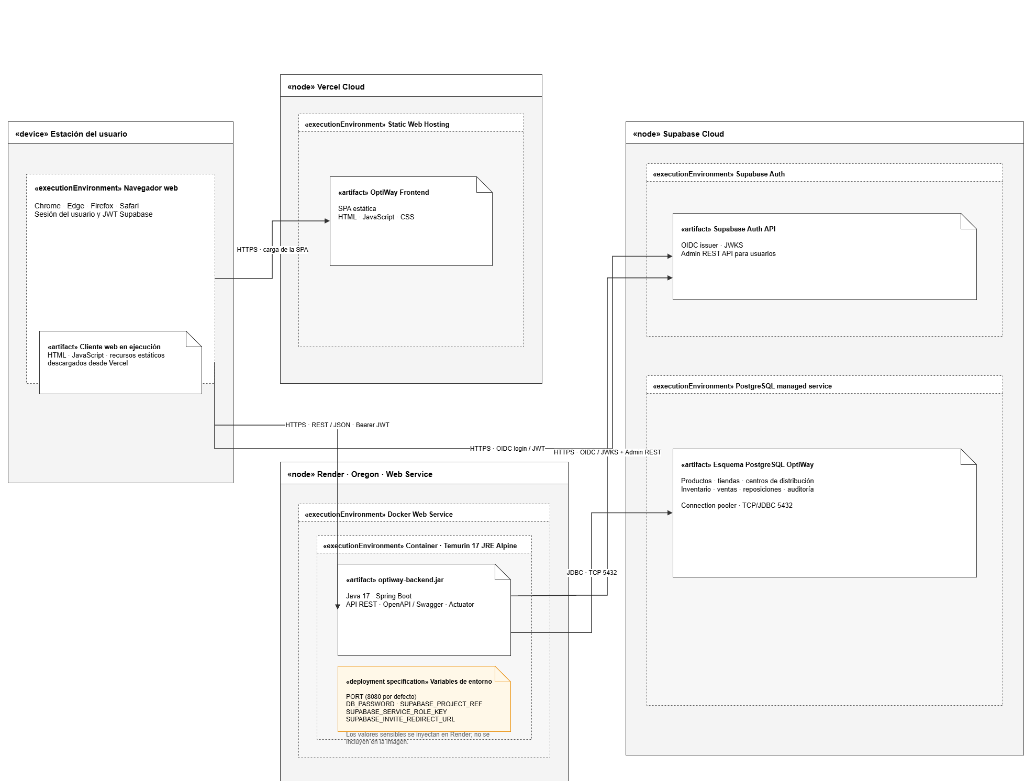 «device» Estación del usuario
«executionEnvironment» Navegador web
Chrome · Edge · Firefox · Safari
Sesión del usuario y JWT Supabase
«artifact» Cliente web en ejecución
HTML · JavaScript · recursos estáticos
descargados desde Vercel
«node» Vercel Cloud
«executionEnvironment» Static Web Hosting
«artifact» OptiWay Frontend
SPA estática
HTML · JavaScript · CSS
HTTPS · carga de la SPA
«node» Supabase Cloud
«executionEnvironment» Supabase Auth
«artifact» Supabase Auth API
OIDC issuer · JWKS
Admin REST API para usuarios
«executionEnvironment» PostgreSQL managed service
«artifact» Esquema PostgreSQL OptiWay
Productos · tiendas · centros de distribución
Inventario · ventas · reposiciones · auditoría
Connection pooler · TCP/JDBC 5432
HTTPS · REST / JSON · Bearer JWT
HTTPS · OIDC login / JWT
HTTPS · OIDC / JWKS + Admin REST
JDBC · TCP 5432
«node» Render · Oregon · Web Service
«executionEnvironment» Docker Web Service
«executionEnvironment» Container · Temurin 17 JRE Alpine
«artifact» optiway-backend.jar
Java 17 · Spring Boot
API REST · OpenAPI / Swagger · Actuator
«deployment specification» Variables de entorno
PORT (8080 por defecto)
DB_PASSWORD · SUPABASE_PROJECT_REF
SUPABASE_SERVICE_ROLE_KEY
SUPABASE_INVITE_REDIRECT_URL
Los valores sensibles se inyectan en Render; no se
incluyen en la imagen.